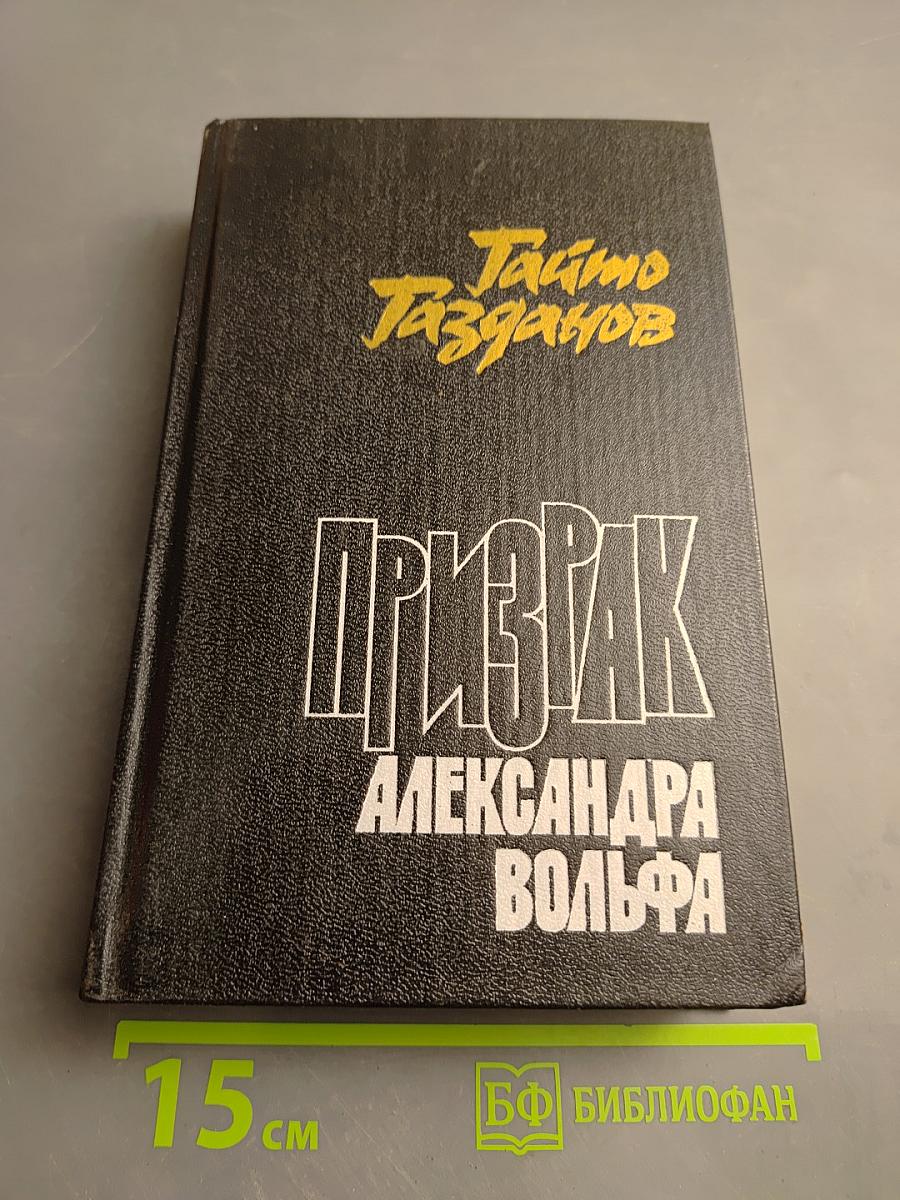 Гайто
Газданов
ПРИЗРАК
АЛЕКСАНДРА
ВОЛЬФА
15 см
БФ БИБЛИОФАН